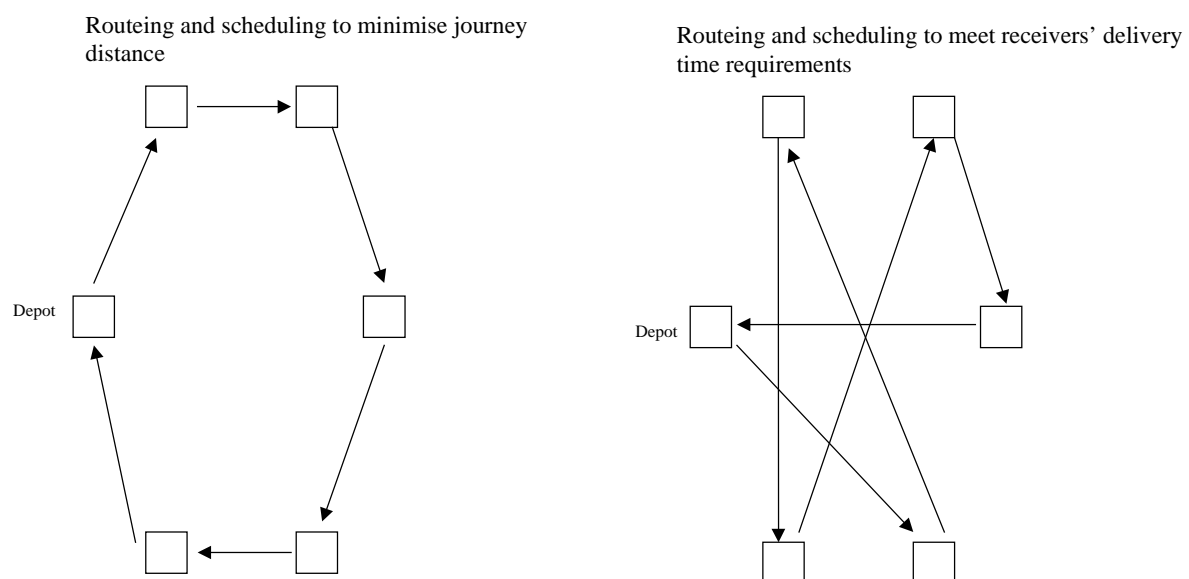 Routeing and scheduling to minimise journey
distance
Routeing and scheduling to meet receivers’ delivery
time requirements
Depot
Depot